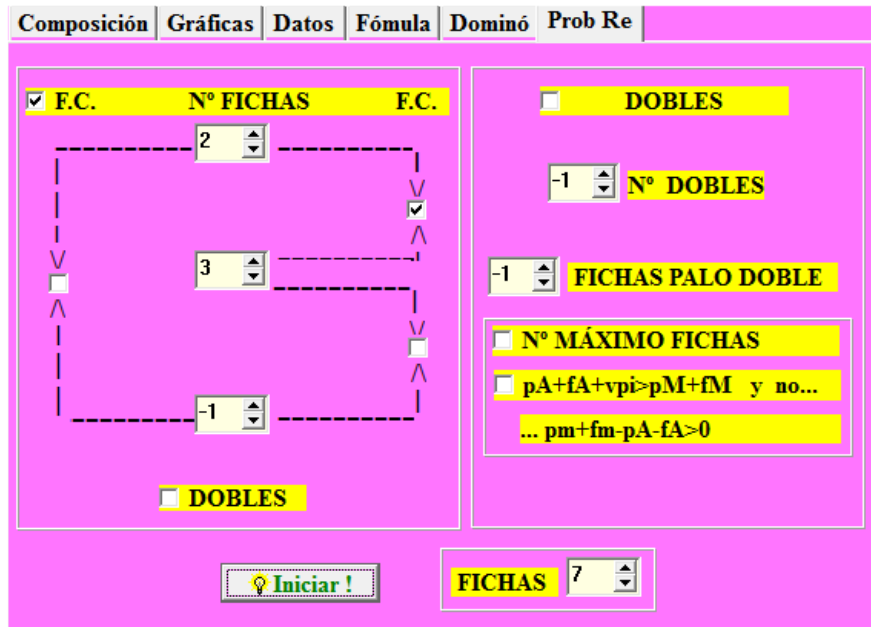 Composición Gráficas Datos Fómula Dominó Prob Re
F.C. Nº FICHAS F.C.
2
3
-1
DOBLES
DOBLES
-1 Nº DOBLES
-1 FICHAS PALO DOBLE
Nº MÁXIMO FICHAS
pA+fA+vpi>pM+fM y no...
... pm+fm-pA-fA>0
Iniciar !
FICHAS 7